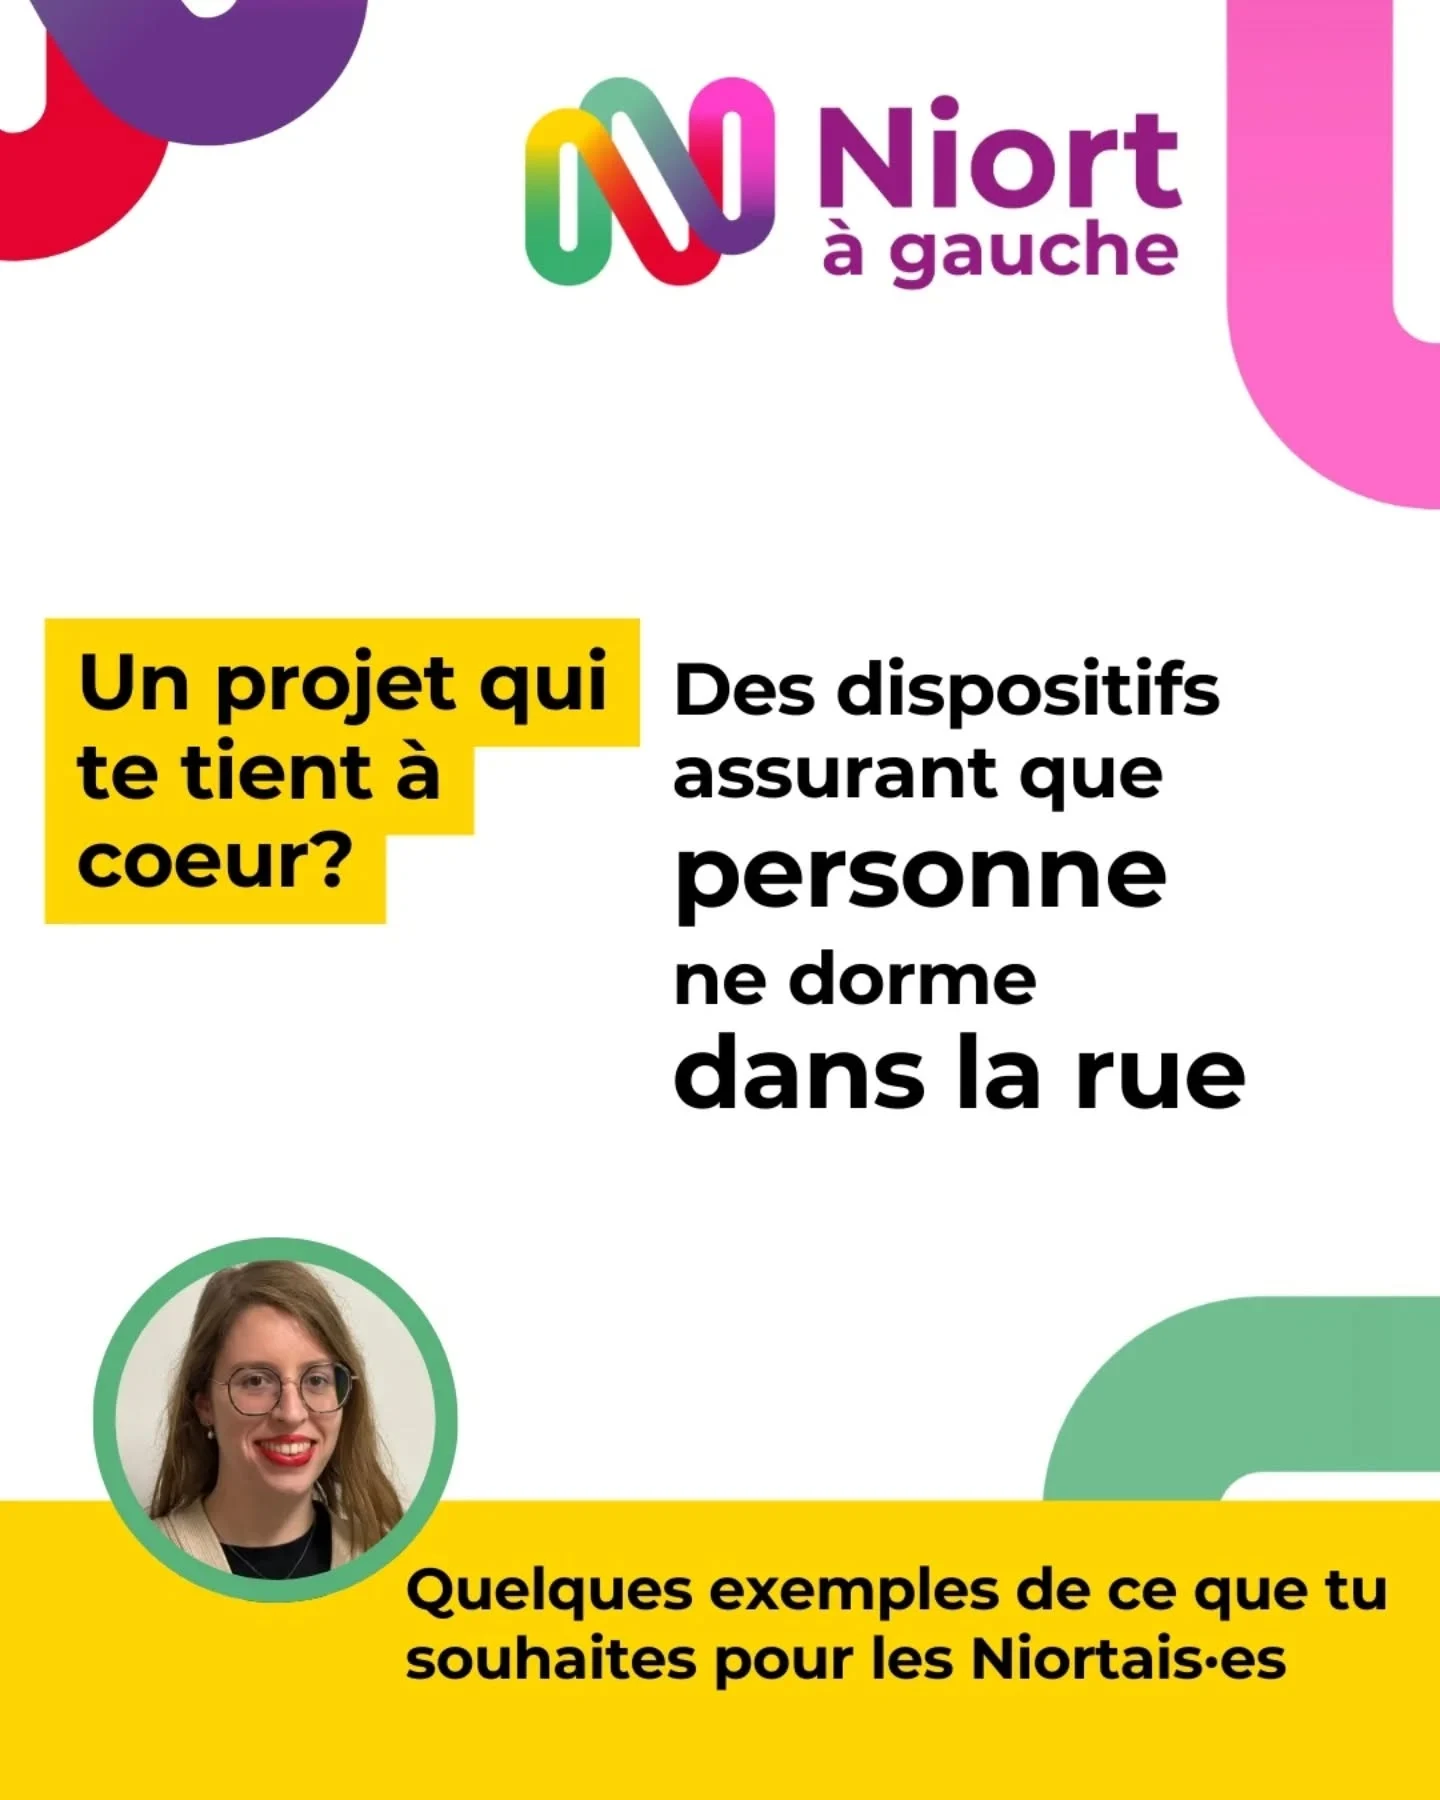 Niort
à gauche
Un projet qui
te tient à
coeur?
Des dispositifs
assurant que
personne
ne dorme
dans la rue
Quelques exemples de ce que tu
souhaites pour les Niortais·es